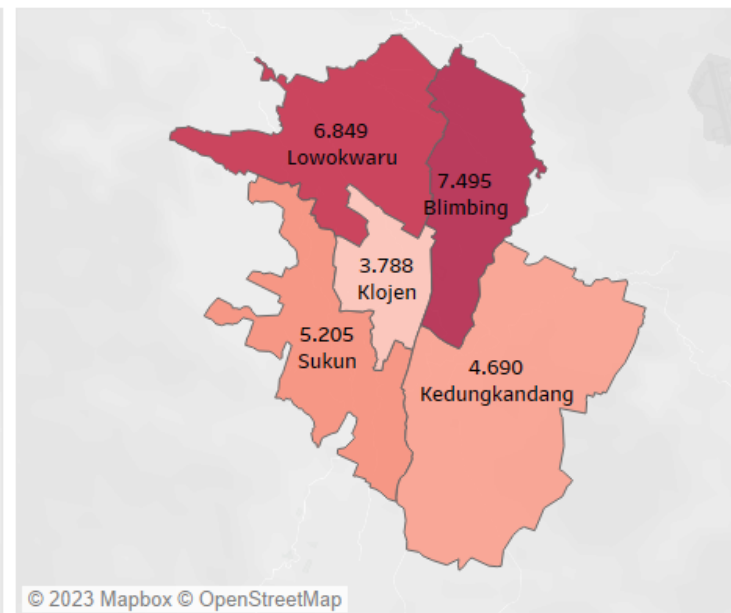 6.849
Lowokwaru
7.495
Blimbing
3.788
Klojen
5.205
Sukun
4.690
Kedungkandang
© 2023 Mapbox © OpenStreetMap